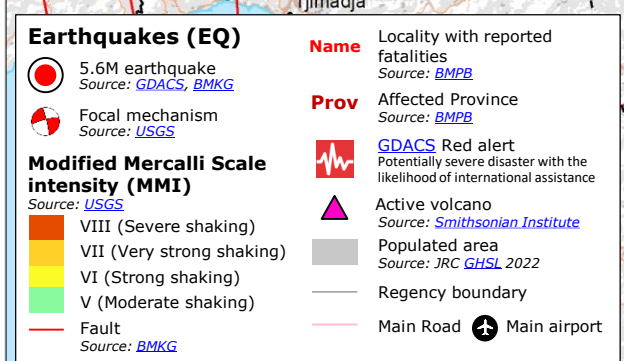 Tjimadja
Earthquakes (EQ)
5.6M earthquake
Source: GDACS, BMKG
Focal mechanism
Source: USGS
Modified Mercalli Scale
intensity (MMI)
Source: USGS
VIII (Severe shaking)
VII (Very strong shaking)
VI (Strong shaking)
V (Moderate shaking)
Fault
Source: BMKG
Name Locality with reported
fatalities
Source: BMPB
Prov Affected Province
Source: BMPB
GDACS Red alert
Potentially severe disaster with the
likelihood of international assistance
Active volcano
Source: Smithsonian Institute
Populated area
Source: JRC GHSL 2022
Regency boundary
Main Road Main airport